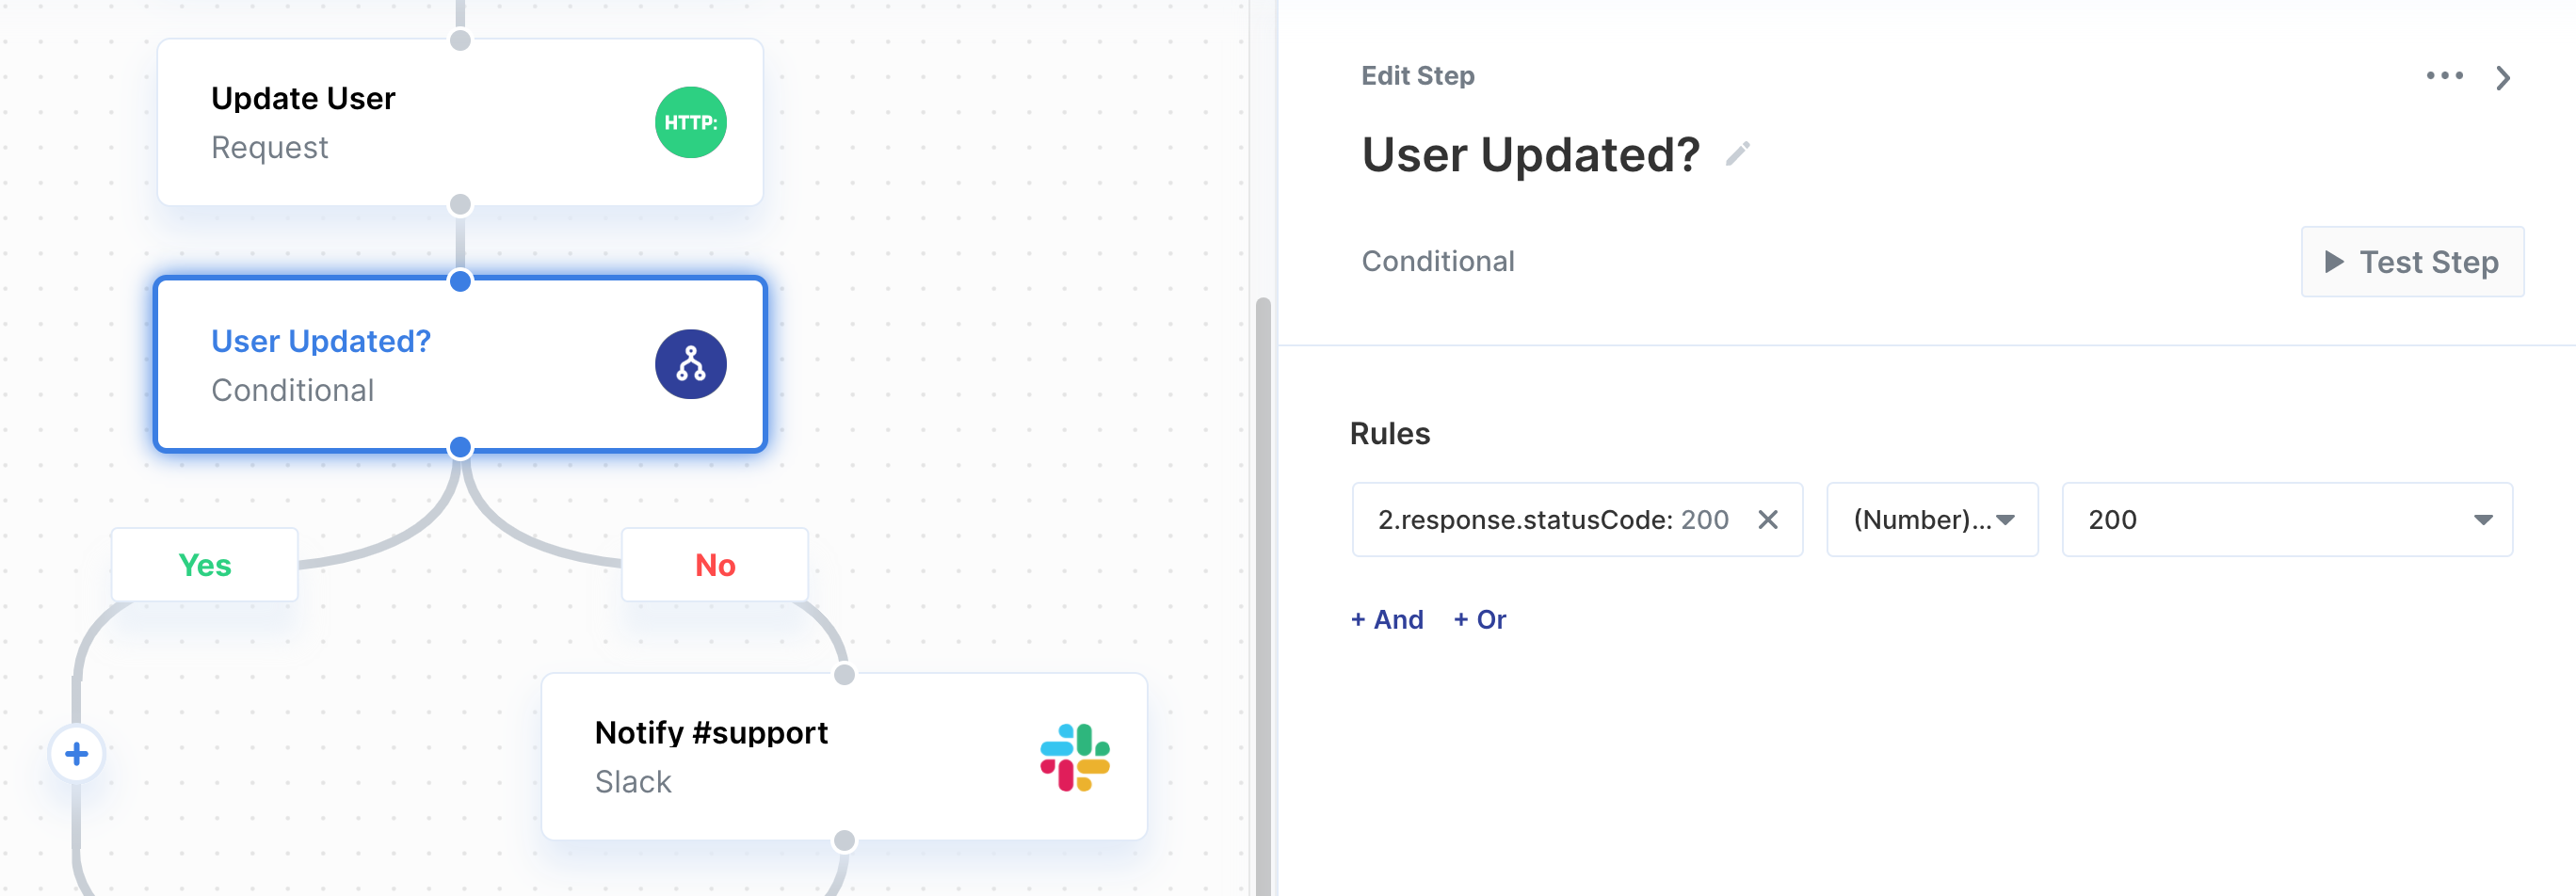 Update User
Request
HTTP:
User Updated?
Conditional
Yes
No
Notify #support
Slack
Edit Step
User Updated?
Conditional
Test Step
Rules
2.response.statusCode: 200
(Number)...
200
+ And + Or